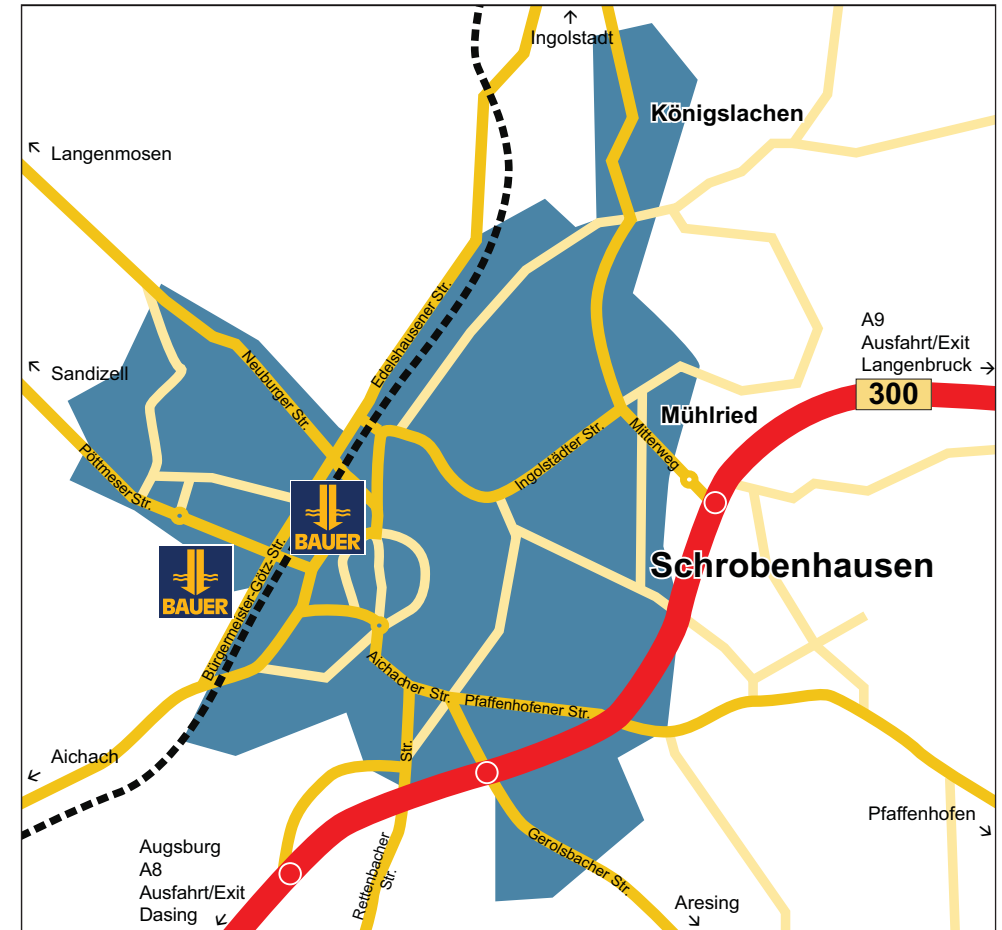 Ingolstadt
Königslachen
Langenmosen
Edelshausener Str.
A9
Ausfahrt/Exit
Langenbruck
Sandizell
Neuburger Str.
300
Mühlried
Ingolstädter Str.
Mitterweg
Pöttmeser Str.
BAUER
BAUER
Schrobenhausen
Bürgermeister-Götz-Str.
Aichacher Str.
Pfaffenhofener Str.
Str.
Aichach
Pfaffenhofen
Augsburg
A8
Ausfahrt/Exit
Dasing
Rettenbacher
Str.
Gerolsbacher Str.
Aresing